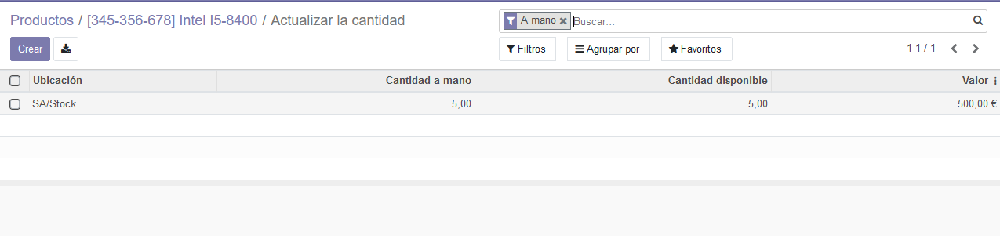 Productos / [345-356-678] Intel I5-8400 / Actualizar la cantidad
A mano Buscar...
Crear
Filtros Agrupar por Favoritos 1-1 / 1
Ubicación Cantidad a mano Cantidad disponible Valor
SA/Stock 5,00 5,00 500,00 €